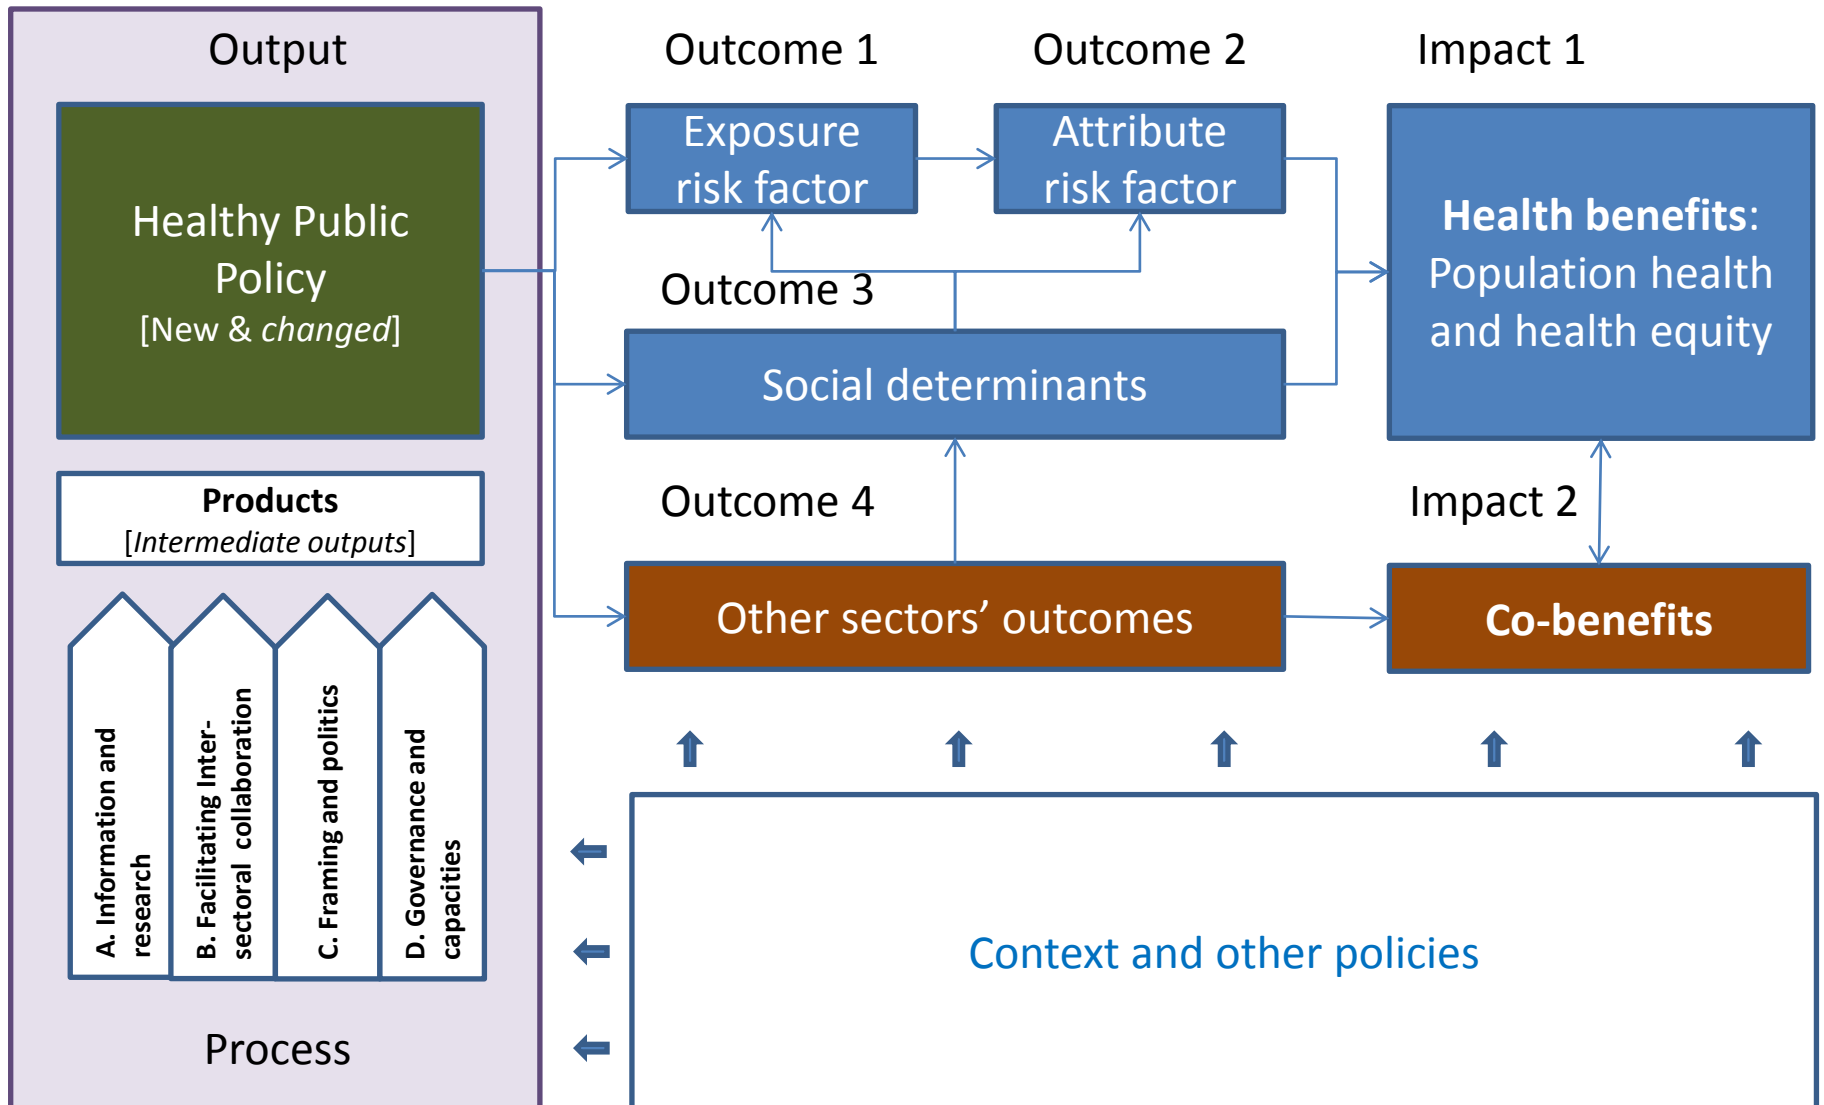 Output
Outcome 1
Outcome 2
Impact 1
Healthy Public
Policy
[New & changed]
Exposure
risk factor
Attribute
risk factor
Health benefits:
Population health
and health equity
Outcome 3
Social determinants
Products
[Intermediate outputs]
Outcome 4
Impact 2
Other sectors’ outcomes
Co-benefits
A. Information and
research
B. Facilitating Inter-
sectoral collaboration
C. Framing and politics
D. Governance and
capacities
Context and other policies
Process